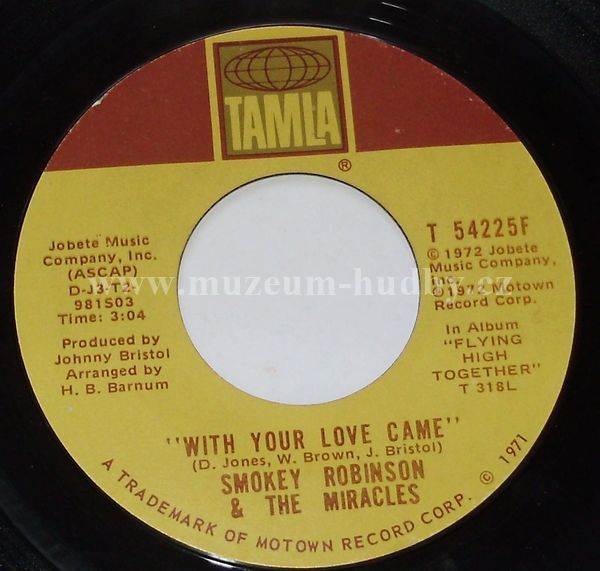 TAMLA
®
T 54225F
Ⓒ 1972 Jobete
Music Company,
Inc.
Ⓟ 1972 Motown
Record Corp.
In Album
"FLYING
HIGH
TOGETHER"
T 318L
Jobete Music
Company, Inc.
(ASCAP)
981S03
Time: 3:04
Produced by
Johnny Bristol
Arranged by
H. B. Barnum
www.muzeum-hudby.cz
"WITH YOUR LOVE CAME"
(D. Jones, W. Brown, J. Bristol)
SMOKEY ROBINSON
& THE MIRACLES
A TRADEMARK OF MOTOWN RECORD CORP. © 1971